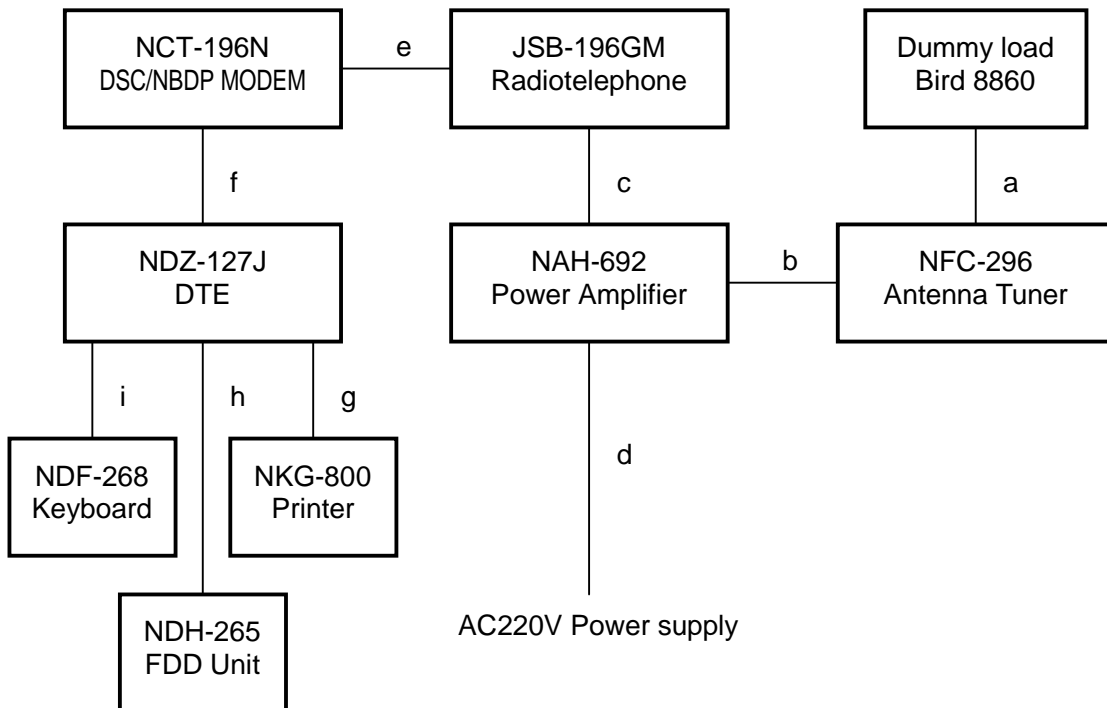 NCT-196N
DSC/NBDP MODEM
e
JSB-196GM
Radiotelephone
Dummy load
Bird 8860
f
c
a
NDZ-127J
DTE
NAH-692
Power Amplifier
b
NFC-296
Antenna Tuner
i
h
g
d
NDF-268
Keyboard
NKG-800
Printer
NDH-265
FDD Unit
AC220V Power supply